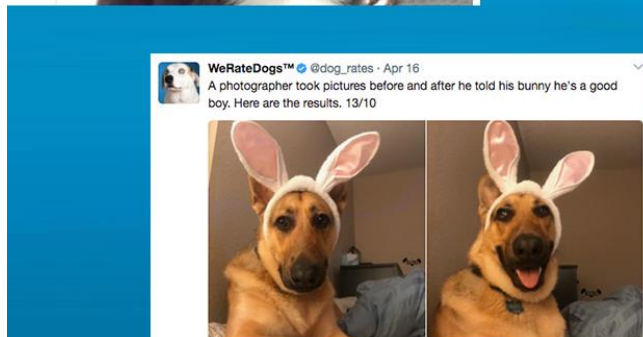 WeRateDogs™ @dog_rates · Apr 16
A photographer took pictures before and after he told his bunny he's a good
boy. Here are the results. 13/10